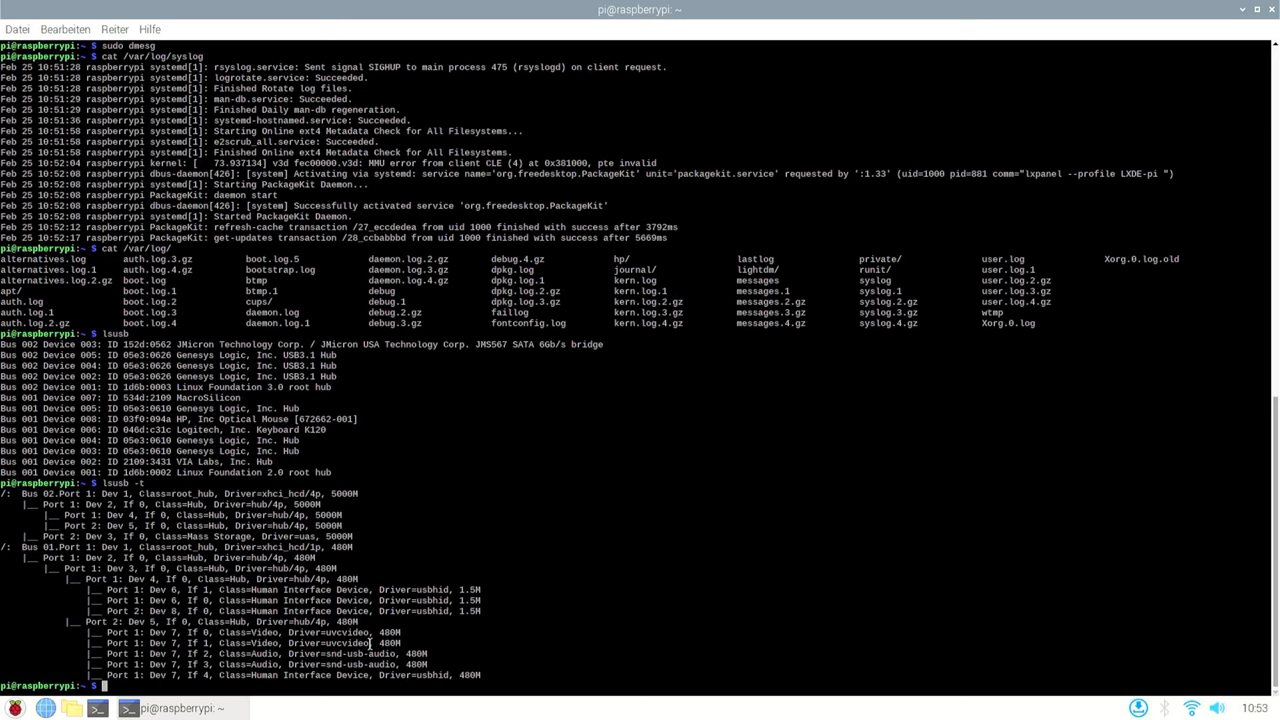 pi@raspberrypi: ~
Datei Bearbeiten Reiter Hilfe
pi@raspberrypi:~ $ sudo dmesg
pi@raspberrypi:~ $ cat /var/log/syslog
Feb 25 10:51:28 raspberrypi systemd[1]: rsyslog.service: Sent signal SIGHUP to main process 475 (rsyslogd) on client request.
Feb 25 10:51:28 raspberrypi systemd[1]: logrotate.service: Succeeded.
Feb 25 10:51:28 raspberrypi systemd[1]: Finished Rotate log files.
Feb 25 10:51:29 raspberrypi systemd[1]: man-db.service: Succeeded.
Feb 25 10:51:29 raspberrypi systemd[1]: Finished Daily man-db regeneration.
Feb 25 10:51:36 raspberrypi systemd[1]: systemd-hostnamed.service: Succeeded.
Feb 25 10:51:58 raspberrypi systemd[1]: Starting Online ext4 Metadata Check for All Filesystems...
Feb 25 10:51:58 raspberrypi systemd[1]: e2scrub_all.service: Succeeded.
Feb 25 10:51:58 raspberrypi systemd[1]: Finished Online ext4 Metadata Check for All Filesystems.
Feb 25 10:52:04 raspberrypi kernel: [   73.937134] v3d fec00000.v3d: MMU error from client CLE (4) at 0x381000, pte invalid
Feb 25 10:52:08 raspberrypi dbus-daemon[426]: [system] Activating via systemd: service name='org.freedesktop.PackageKit' unit='packagekit.service' requested by ':1.33' (uid=1000 pid=881 comm="lxpanel --profile LXDE-pi ")
Feb 25 10:52:08 raspberrypi systemd[1]: Starting PackageKit Daemon...
Feb 25 10:52:08 raspberrypi PackageKit: daemon start
Feb 25 10:52:08 raspberrypi dbus-daemon[426]: [system] Successfully activated service 'org.freedesktop.PackageKit'
Feb 25 10:52:08 raspberrypi systemd[1]: Started PackageKit Daemon.
Feb 25 10:52:12 raspberrypi PackageKit: refresh-cache transaction /27_eccdedea from uid 1000 finished with success after 3792ms
Feb 25 10:52:17 raspberrypi PackageKit: get-updates transaction /28_ccbabbbd from uid 1000 finished with success after 5669ms
pi@raspberrypi:~ $ cat /var/log/
alternatives.log auth.log.3.gz boot.log.5 daemon.log.2.gz debug.4.gz hp/ lastlog private/ user.log Xorg.0.log.old
alternatives.log.1 auth.log.4.gz bootstrap.log daemon.log.3.gz dpkg.log journal/ lightdm/ runit/ user.log.1
alternatives.log.2.gz boot.log btmp daemon.log.4.gz dpkg.log.1 kern.log messages syslog user.log.2.gz
apt/ boot.log.1 btmp.1 debug dpkg.log.2.gz kern.log.1 messages.1 syslog.1 user.log.3.gz
auth.log boot.log.2 cups/ debug.1 dpkg.log.3.gz kern.log.2.gz messages.2.gz syslog.2.gz user.log.4.gz
auth.log.1 boot.log.3 daemon.log debug.2.gz faillog kern.log.3.gz messages.3.gz syslog.3.gz wtmp
auth.log.2.gz boot.log.4 daemon.log.1 debug.3.gz fontconfig.log kern.log.4.gz messages.4.gz syslog.4.gz Xorg.0.log
pi@raspberrypi:~ $ lsusb
Bus 002 Device 003: ID 152d:0562 JMicron Technology Corp. / JMicron USA Technology Corp. JMS567 SATA 6Gb/s bridge
Bus 002 Device 005: ID 05e3:0626 Genesys Logic, Inc. USB3.1 Hub
Bus 002 Device 004: ID 05e3:0626 Genesys Logic, Inc. USB3.1 Hub
Bus 002 Device 002: ID 05e3:0626 Genesys Logic, Inc. USB3.1 Hub
Bus 002 Device 001: ID 1d6b:0003 Linux Foundation 3.0 root hub
Bus 001 Device 007: ID 534d:2109 MacroSilicon
Bus 001 Device 005: ID 05e3:0610 Genesys Logic, Inc. Hub
Bus 001 Device 008: ID 03f0:094a HP, Inc Optical Mouse [672662-001]
Bus 001 Device 006: ID 046d:c31c Logitech, Inc. Keyboard K120
Bus 001 Device 004: ID 05e3:0610 Genesys Logic, Inc. Hub
Bus 001 Device 003: ID 05e3:0610 Genesys Logic, Inc. Hub
Bus 001 Device 002: ID 2109:3431 VIA Labs, Inc. Hub
Bus 001 Device 001: ID 1d6b:0002 Linux Foundation 2.0 root hub
pi@raspberrypi:~ $ lsusb -t
/:  Bus 02.Port 1: Dev 1, Class=root_hub, Driver=xhci_hcd/4p, 5000M
    |__ Port 1: Dev 2, If 0, Class=Hub, Driver=hub/4p, 5000M
        |__ Port 1: Dev 4, If 0, Class=Hub, Driver=hub/4p, 5000M
        |__ Port 2: Dev 5, If 0, Class=Hub, Driver=hub/4p, 5000M
    |__ Port 2: Dev 3, If 0, Class=Mass Storage, Driver=uas, 5000M
/:  Bus 01.Port 1: Dev 1, Class=root_hub, Driver=xhci_hcd/1p, 480M
    |__ Port 1: Dev 2, If 0, Class=Hub, Driver=hub/4p, 480M
        |__ Port 1: Dev 3, If 0, Class=Hub, Driver=hub/4p, 480M
            |__ Port 1: Dev 4, If 0, Class=Hub, Driver=hub/4p, 480M
                |__ Port 1: Dev 6, If 1, Class=Human Interface Device, Driver=usbhid, 1.5M
                |__ Port 1: Dev 6, If 0, Class=Human Interface Device, Driver=usbhid, 1.5M
                |__ Port 2: Dev 8, If 0, Class=Human Interface Device, Driver=usbhid, 1.5M
            |__ Port 2: Dev 5, If 0, Class=Hub, Driver=hub/4p, 480M
                |__ Port 1: Dev 7, If 0, Class=Video, Driver=uvcvideo, 480M
                |__ Port 1: Dev 7, If 1, Class=Video, Driver=uvcvideo, 480M
                |__ Port 1: Dev 7, If 2, Class=Audio, Driver=snd-usb-audio, 480M
                |__ Port 1: Dev 7, If 3, Class=Audio, Driver=snd-usb-audio, 480M
                |__ Port 1: Dev 7, If 4, Class=Human Interface Device, Driver=usbhid, 480M
pi@raspberrypi:~ $
pi@raspberrypi: ~ 10:53